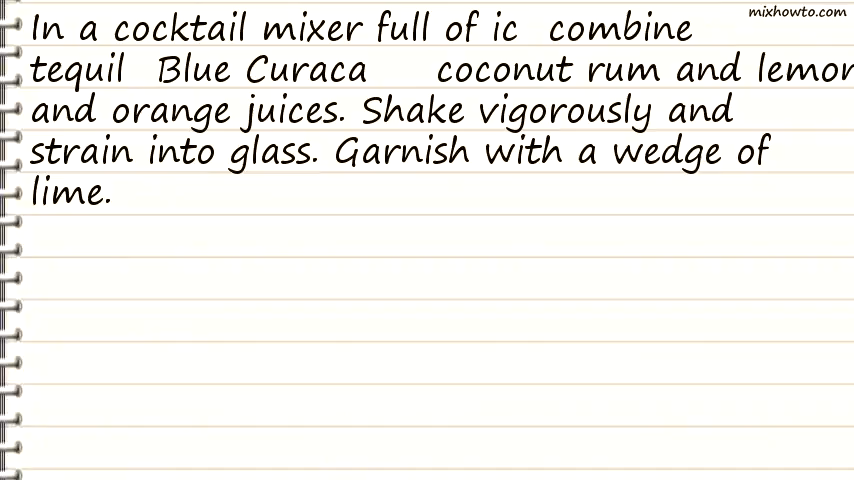 mixhowto.com
In a cocktail mixer full of ic combine
tequil Blue Curaca coconut rum and lemon
and orange juices. Shake vigorously and
strain into glass. Garnish with a wedge of
lime.